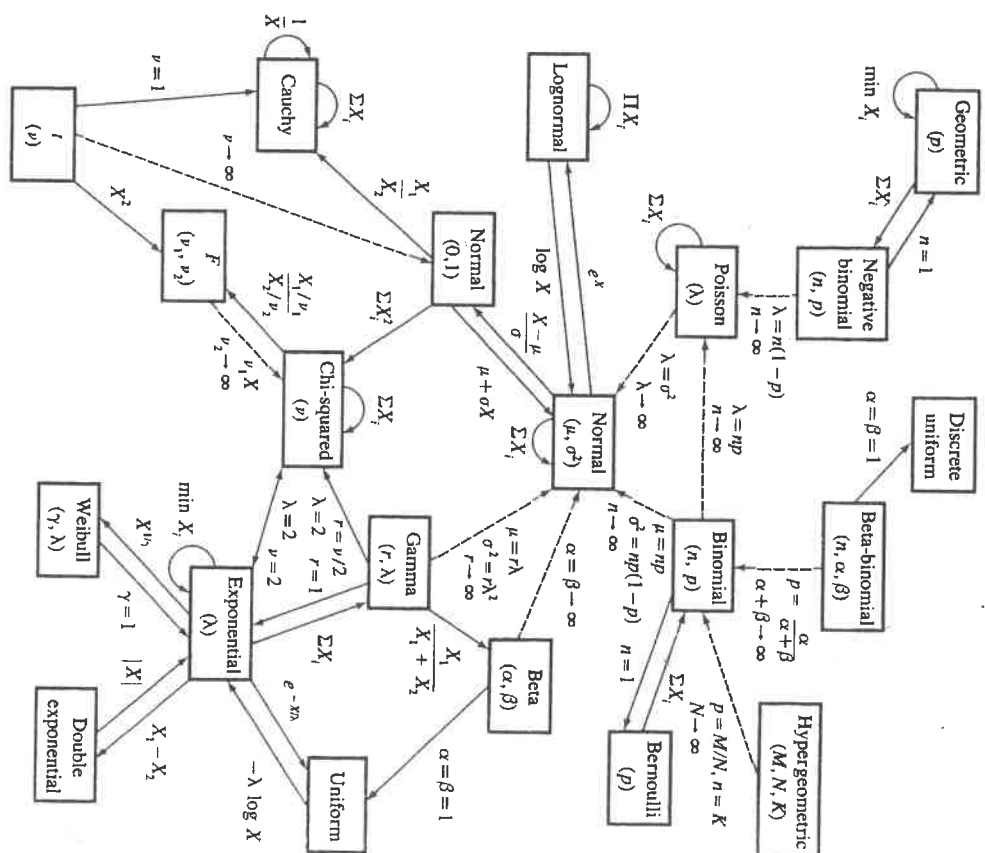 Geometric
(p)
min X_i
ΣX_i
n = 1
Negative
binomial
(n, p)
λ = n(1 − p)
n → ∞
Discrete
uniform
α = β = 1
Beta-binomial
(n, α, β)
p = α / (α + β)
α + β → ∞
Hypergeometric
(M, N, K)
p = M/N, n = K
N → ∞
Poisson
(λ)
ΣX_i
λ = np
n → ∞
Binomial
(n, p)
n = 1
ΣX_i
Bernoulli
(p)
λ = σ²
λ → ∞
μ = np
σ² = np(1 − p)
n → ∞
Lognormal
ΠX_i
e^X
log X
Normal
(μ, σ²)
ΣX_i
α = β → ∞
Beta
(α, β)
α = β = 1
μ = rλ
σ² = rλ²
r → ∞
(X − μ) / σ
μ + σX
Normal
(0, 1)
X_1 / X_2
ΣX_i²
Gamma
(r, λ)
X_1 / (X_1 + X_2)
r = ν/2
λ = 2
r = 1
ΣX_i
Cauchy
ΣX_i
1 / X
Chi-squared
(ν)
ΣX_i
ν = 2
λ = 2
Exponential
(λ)
min X_i
e^{−X/λ}
−λ log X
Uniform
ν = 1
ν → ∞
t
(ν)
X²
F
(ν_1, ν_2)
(X_1/ν_1) / (X_2/ν_2)
ν_1 X
ν_2 → ∞
Weibull
(γ, λ)
X^{1/γ}
γ = 1
|X|
X_1 − X_2
Double
exponential